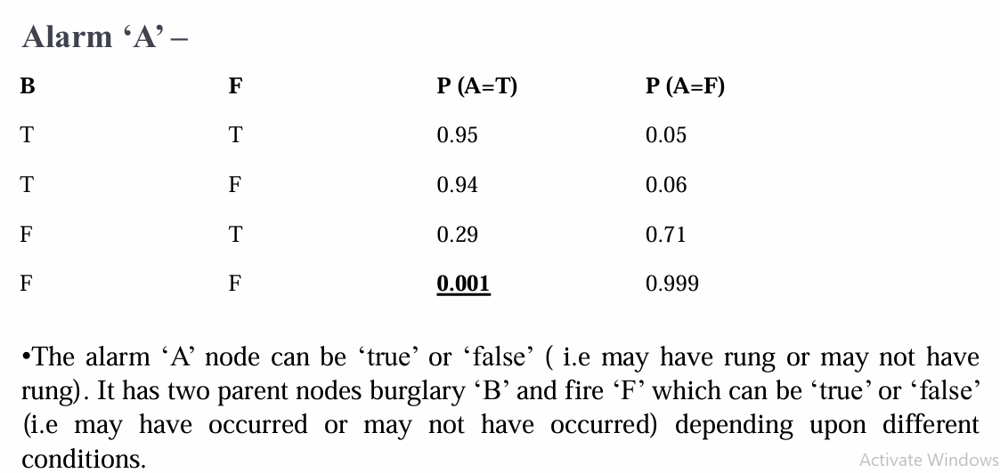 Alarm ‘A’ –
B F P (A=T) P (A=F)
T T 0.95 0.05
T F 0.94 0.06
F T 0.29 0.71
F F 0.001 0.999
•The alarm ‘A’ node can be ‘true’ or ‘false’ ( i.e may have rung or may not have
rung). It has two parent nodes burglary ‘B’ and fire ‘F’ which can be ‘true’ or ‘false’
(i.e may have occurred or may not have occurred) depending upon different
conditions.
Activate Windows